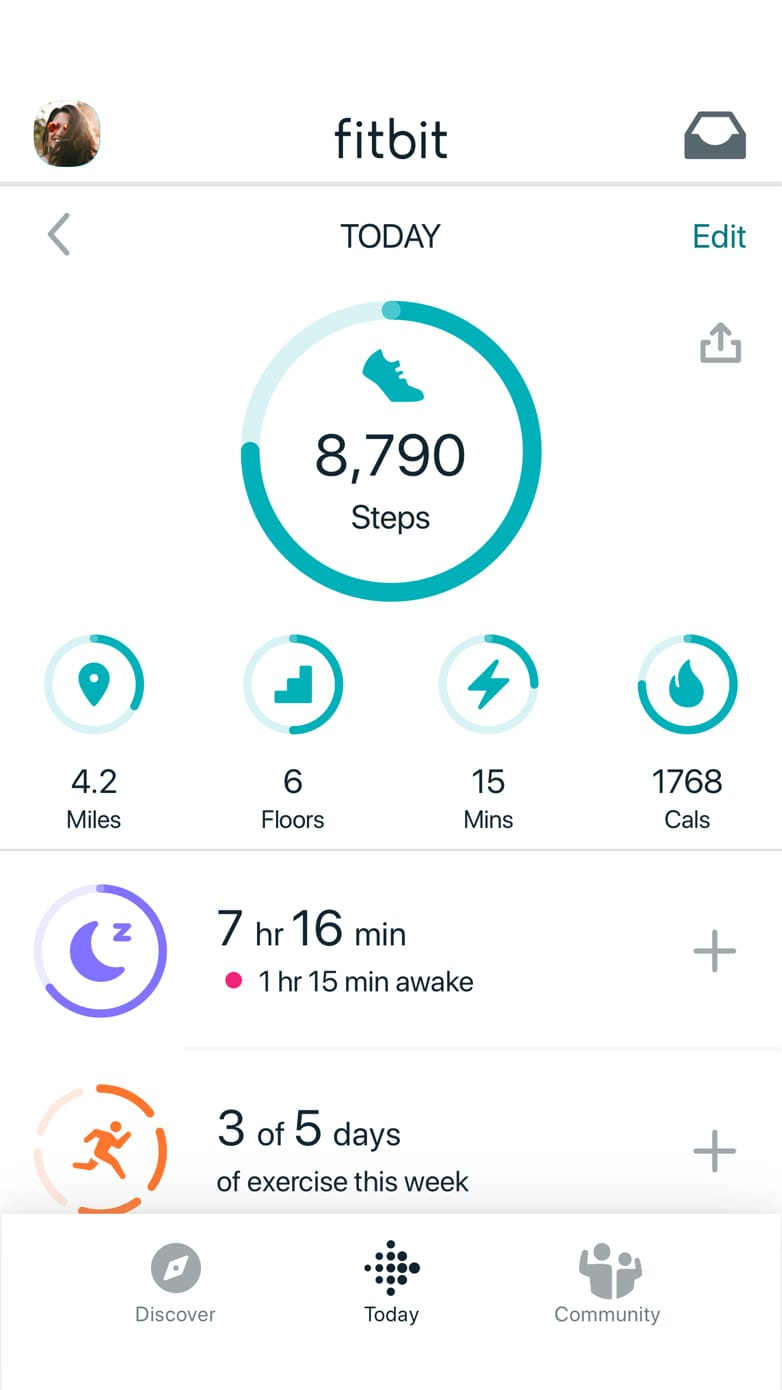 fitbit
TODAY
Edit
8,790
Steps
4.2
Miles
6
Floors
15
Mins
1768
Cals
z
7 hr 16 min
1 hr 15 min awake
3 of 5 days
of exercise this week
Discover
Today
Community